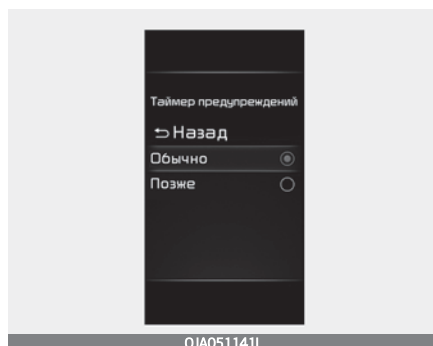 Таймер предупреждений
Назад
Обычно
Позже
OJA051141L